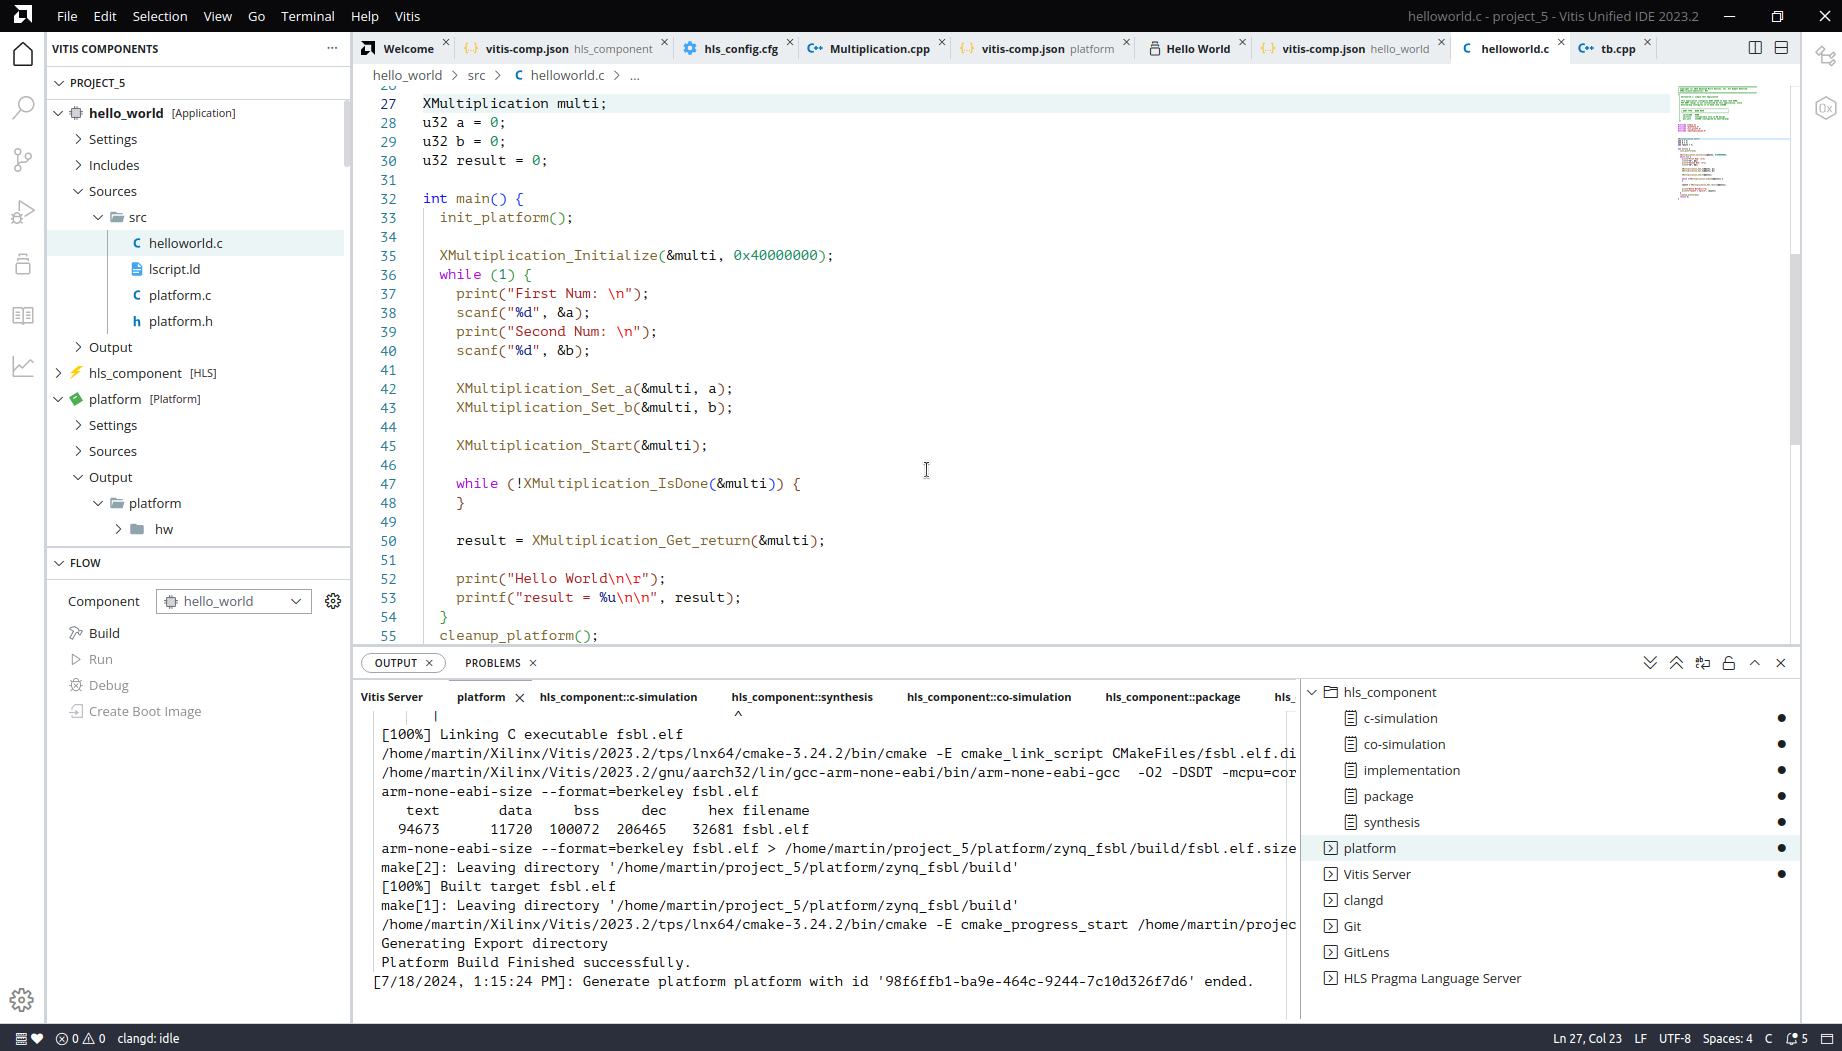 File Edit Selection View Go Terminal Help Vitis
helloworld.c - project_5 - Vitis Unified IDE 2023.2
VITIS COMPONENTS ...
PROJECT_5
hello_world [Application]
Settings
Includes
Sources
src
C helloworld.c
lscript.ld
C platform.c
h platform.h
Output
hls_component [HLS]
platform [Platform]
Settings
Sources
Output
platform
hw
FLOW
Component hello_world
Build
Run
Debug
Create Boot Image
Welcome vitis-comp.json hls_component hls_config.cfg Multiplication.cpp vitis-comp.json platform Hello World vitis-comp.json hello_world C helloworld.c tb.cpp
hello_world > src > C helloworld.c > ...
26
27 XMultiplication multi;
28 u32 a = 0;
29 u32 b = 0;
30 u32 result = 0;
31
32 int main() {
33 init_platform();
34
35 XMultiplication_Initialize(&multi, 0x40000000);
36 while (1) {
37 print("First Num: \n");
38 scanf("%d", &a);
39 print("Second Num: \n");
40 scanf("%d", &b);
41
42 XMultiplication_Set_a(&multi, a);
43 XMultiplication_Set_b(&multi, b);
44
45 XMultiplication_Start(&multi);
46
47 while (!XMultiplication_IsDone(&multi)) {
48 }
49
50 result = XMultiplication_Get_return(&multi);
51
52 print("Hello World\n\r");
53 printf("result = %u\n\n", result);
54 }
55 cleanup_platform();
OUTPUT PROBLEMS
Vitis Server platform hls_component::c-simulation hls_component::synthesis hls_component::co-simulation hls_component::package hls_
| ^
[100%] Linking C executable fsbl.elf
/home/martin/Xilinx/Vitis/2023.2/tps/lnx64/cmake-3.24.2/bin/cmake -E cmake_link_script CMakeFiles/fsbl.elf.di
/home/martin/Xilinx/Vitis/2023.2/gnu/aarch32/lin/gcc-arm-none-eabi/bin/arm-none-eabi-gcc -O2 -DSDT -mcpu=cor
arm-none-eabi-size --format=berkeley fsbl.elf
text data bss dec hex filename
94673 11720 100072 206465 32681 fsbl.elf
arm-none-eabi-size --format=berkeley fsbl.elf > /home/martin/project_5/platform/zynq_fsbl/build/fsbl.elf.size
make[2]: Leaving directory '/home/martin/project_5/platform/zynq_fsbl/build'
[100%] Built target fsbl.elf
make[1]: Leaving directory '/home/martin/project_5/platform/zynq_fsbl/build'
/home/martin/Xilinx/Vitis/2023.2/tps/lnx64/cmake-3.24.2/bin/cmake -E cmake_progress_start /home/martin/projec
Generating Export directory
Platform Build Finished successfully.
[7/18/2024, 1:15:24 PM]: Generate platform platform with id '98f6ffb1-ba9e-464c-9244-7c10d326f7d6' ended.
hls_component
c-simulation
co-simulation
implementation
package
synthesis
platform
Vitis Server
clangd
Git
GitLens
HLS Pragma Language Server
0 0 clangd: idle
Ln 27, Col 23 LF UTF-8 Spaces: 4 C 5